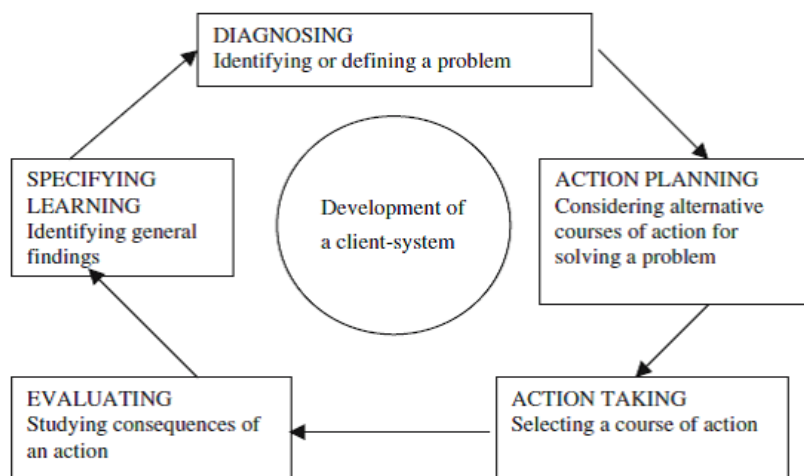 DIAGNOSING
Identifying or defining a problem
SPECIFYING
LEARNING
Identifying general
findings
Development of
a client-system
ACTION PLANNING
Considering alternative
courses of action for
solving a problem
EVALUATING
Studying consequences of
an action
ACTION TAKING
Selecting a course of action